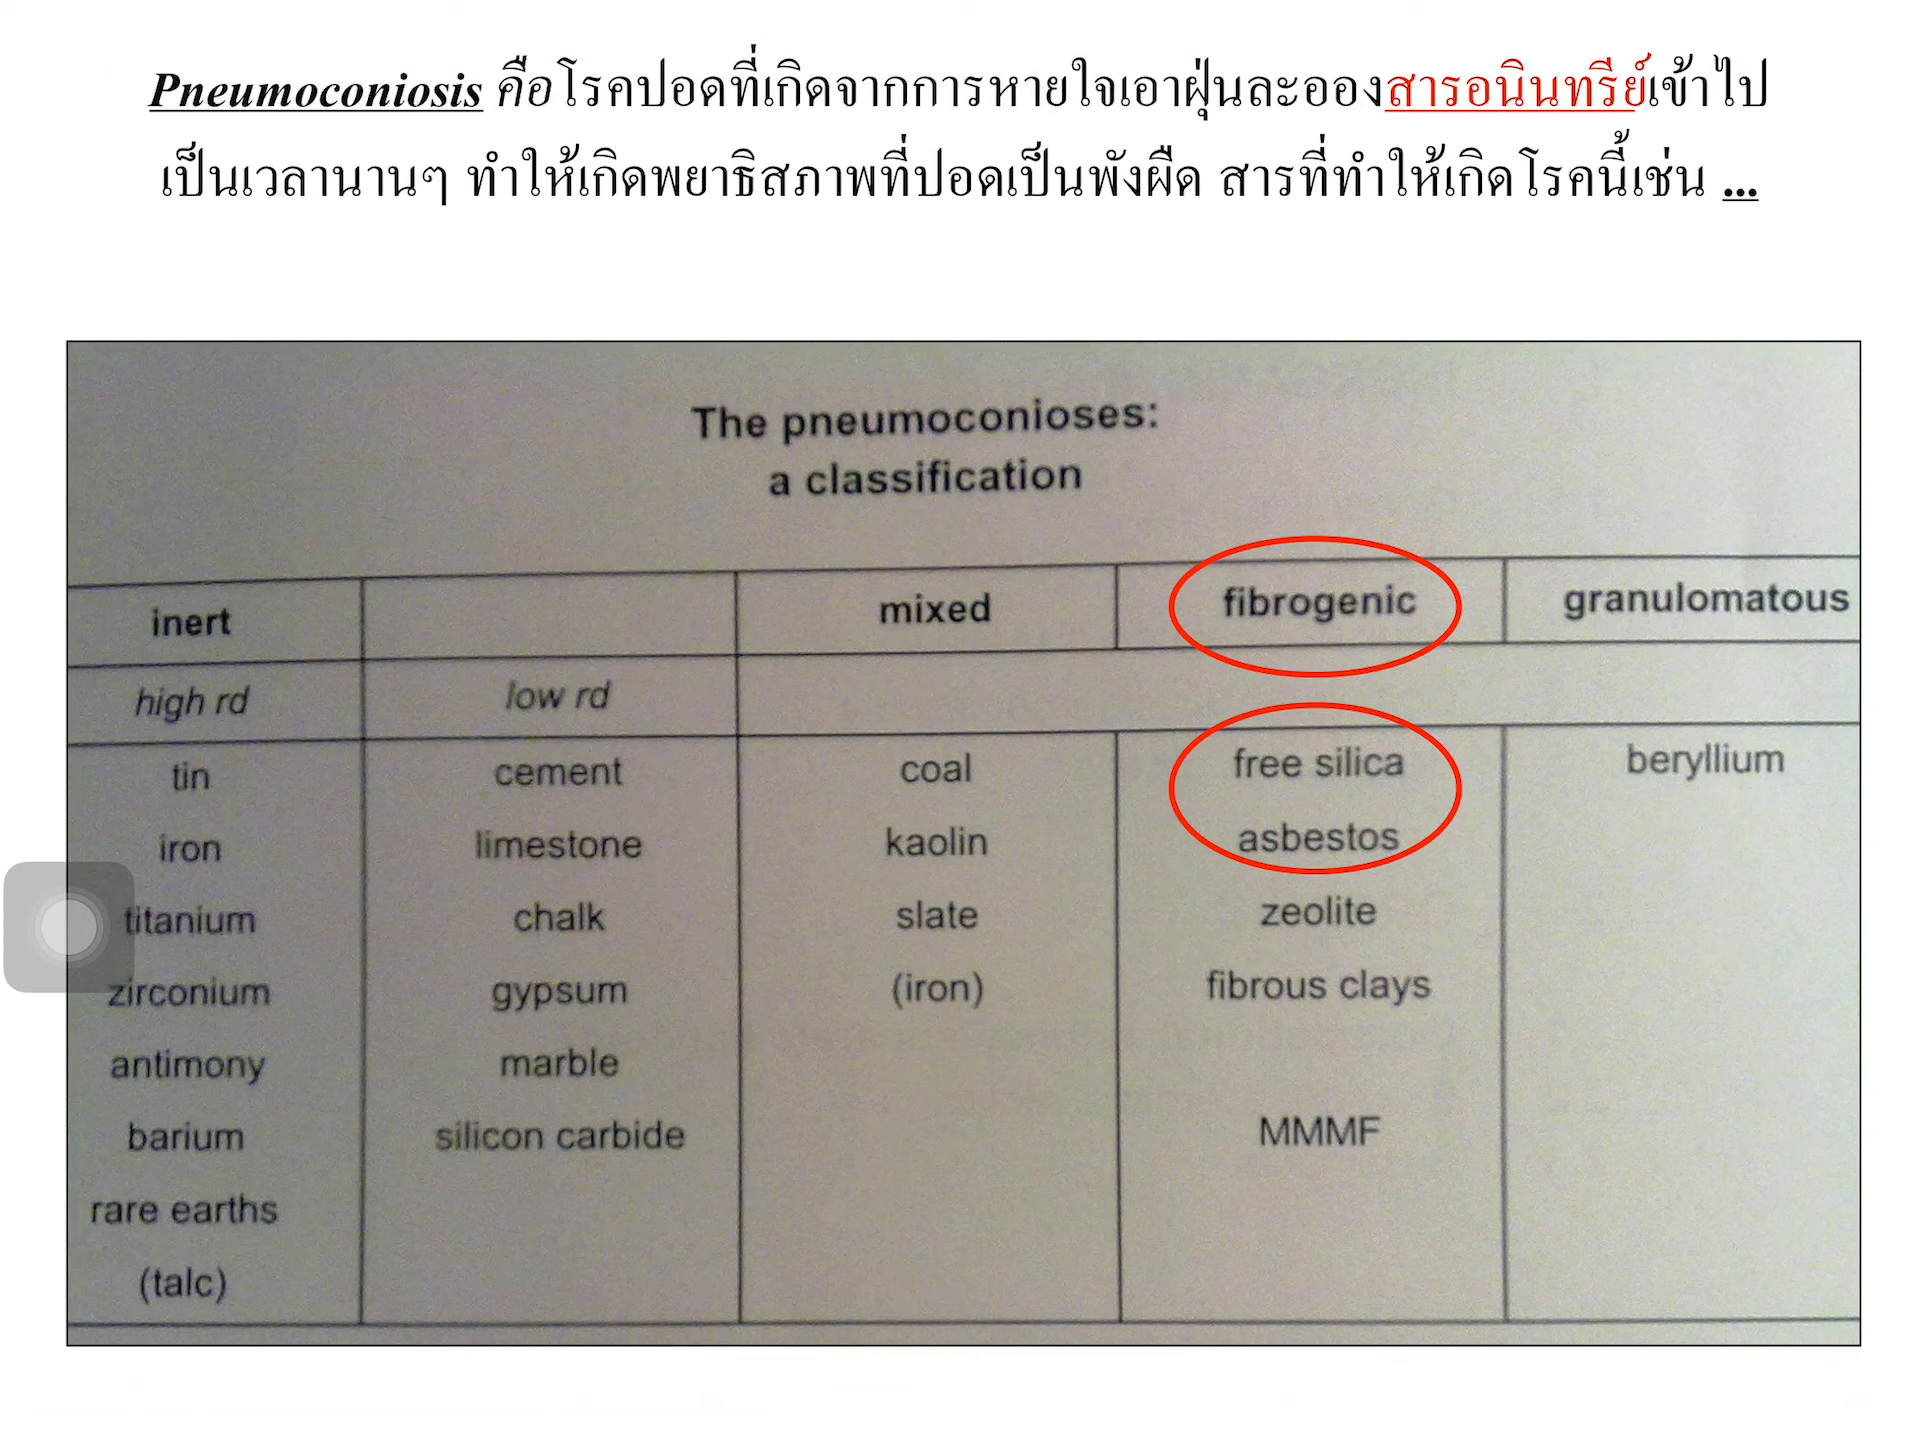 Pneumoconiosis คือโรคปอดที่เกิดจากการหายใจเอาฝุ่นละอองสารอนินทรีย์เข้าไป
เป็นเวลานานๆ ทำให้เกิดพยาธิสภาพที่ปอดเป็นพังผืด สารที่ทำให้เกิดโรคนี้เช่น ...
The pneumoconioses:
a classification
inert mixed fibrogenic granulomatous
high rd low rd
tin cement coal free silica beryllium
iron limestone kaolin asbestos
titanium chalk slate zeolite
zirconium gypsum (iron) fibrous clays
antimony marble
barium silicon carbide MMMF
rare earths
(talc)